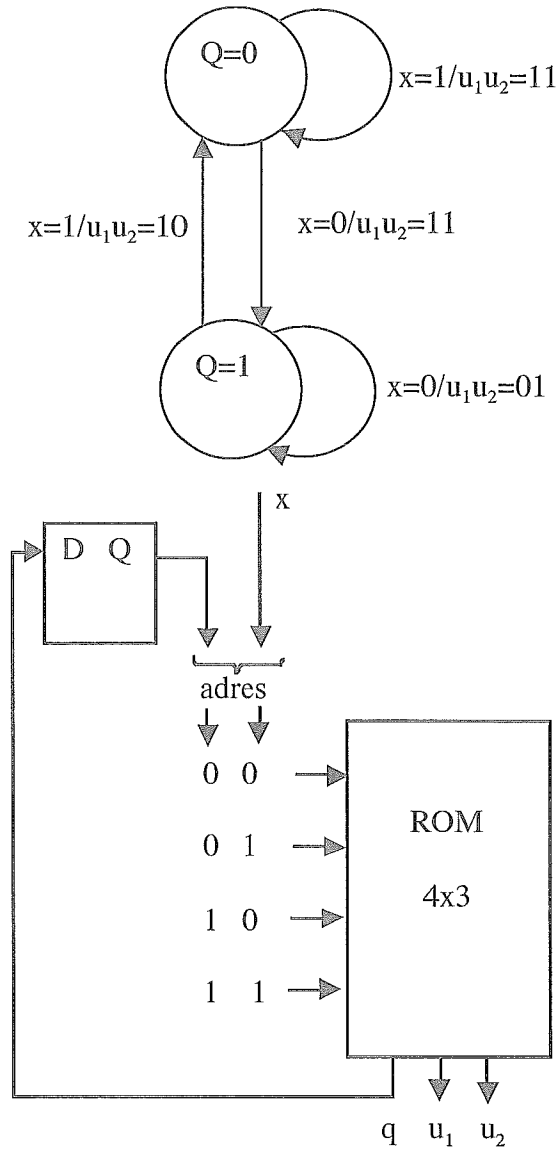 Q=0
x=1/u₁u₂=11
x=1/u₁u₂=10
x=0/u₁u₂=11
Q=1
x=0/u₁u₂=01
x
D Q
adres
0 0
ROM
0 1
4x3
1 0
1 1
q u₁ u₂